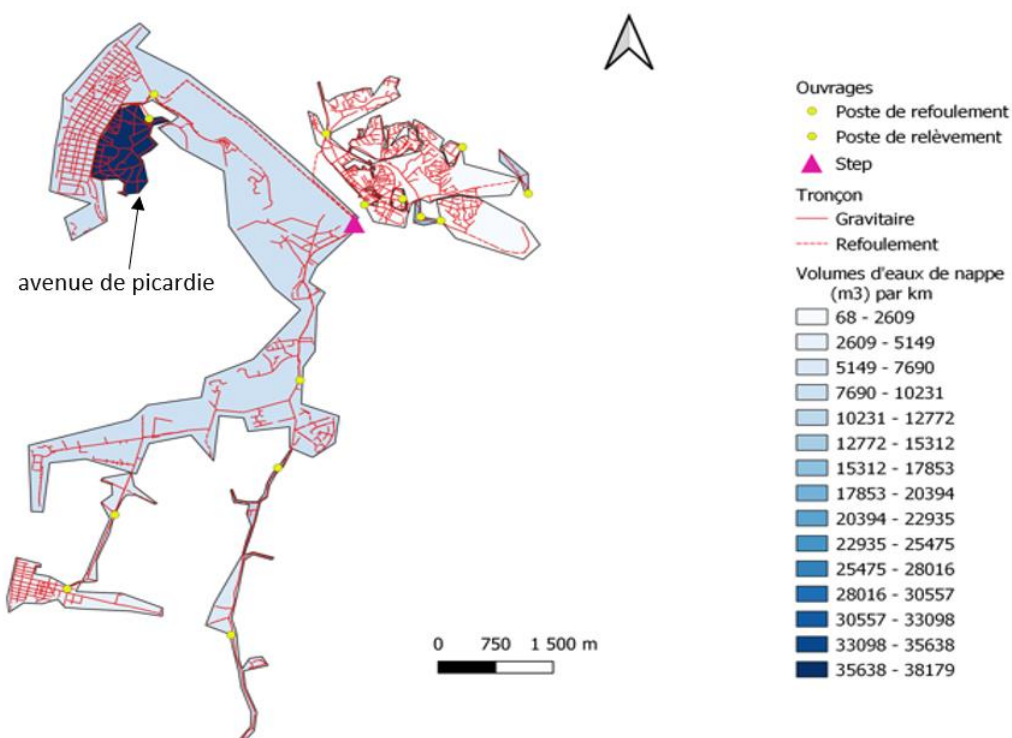 avenue de picardie
0 750 1 500 m
Ouvrages
Poste de refoulement
Poste de relèvement
Step
Tronçon
Gravitaire
Refoulement
Volumes d'eaux de nappe
(m3) par km
68 - 2609
2609 - 5149
5149 - 7690
7690 - 10231
10231 - 12772
12772 - 15312
15312 - 17853
17853 - 20394
20394 - 22935
22935 - 25475
25475 - 28016
28016 - 30557
30557 - 33098
33098 - 35638
35638 - 38179